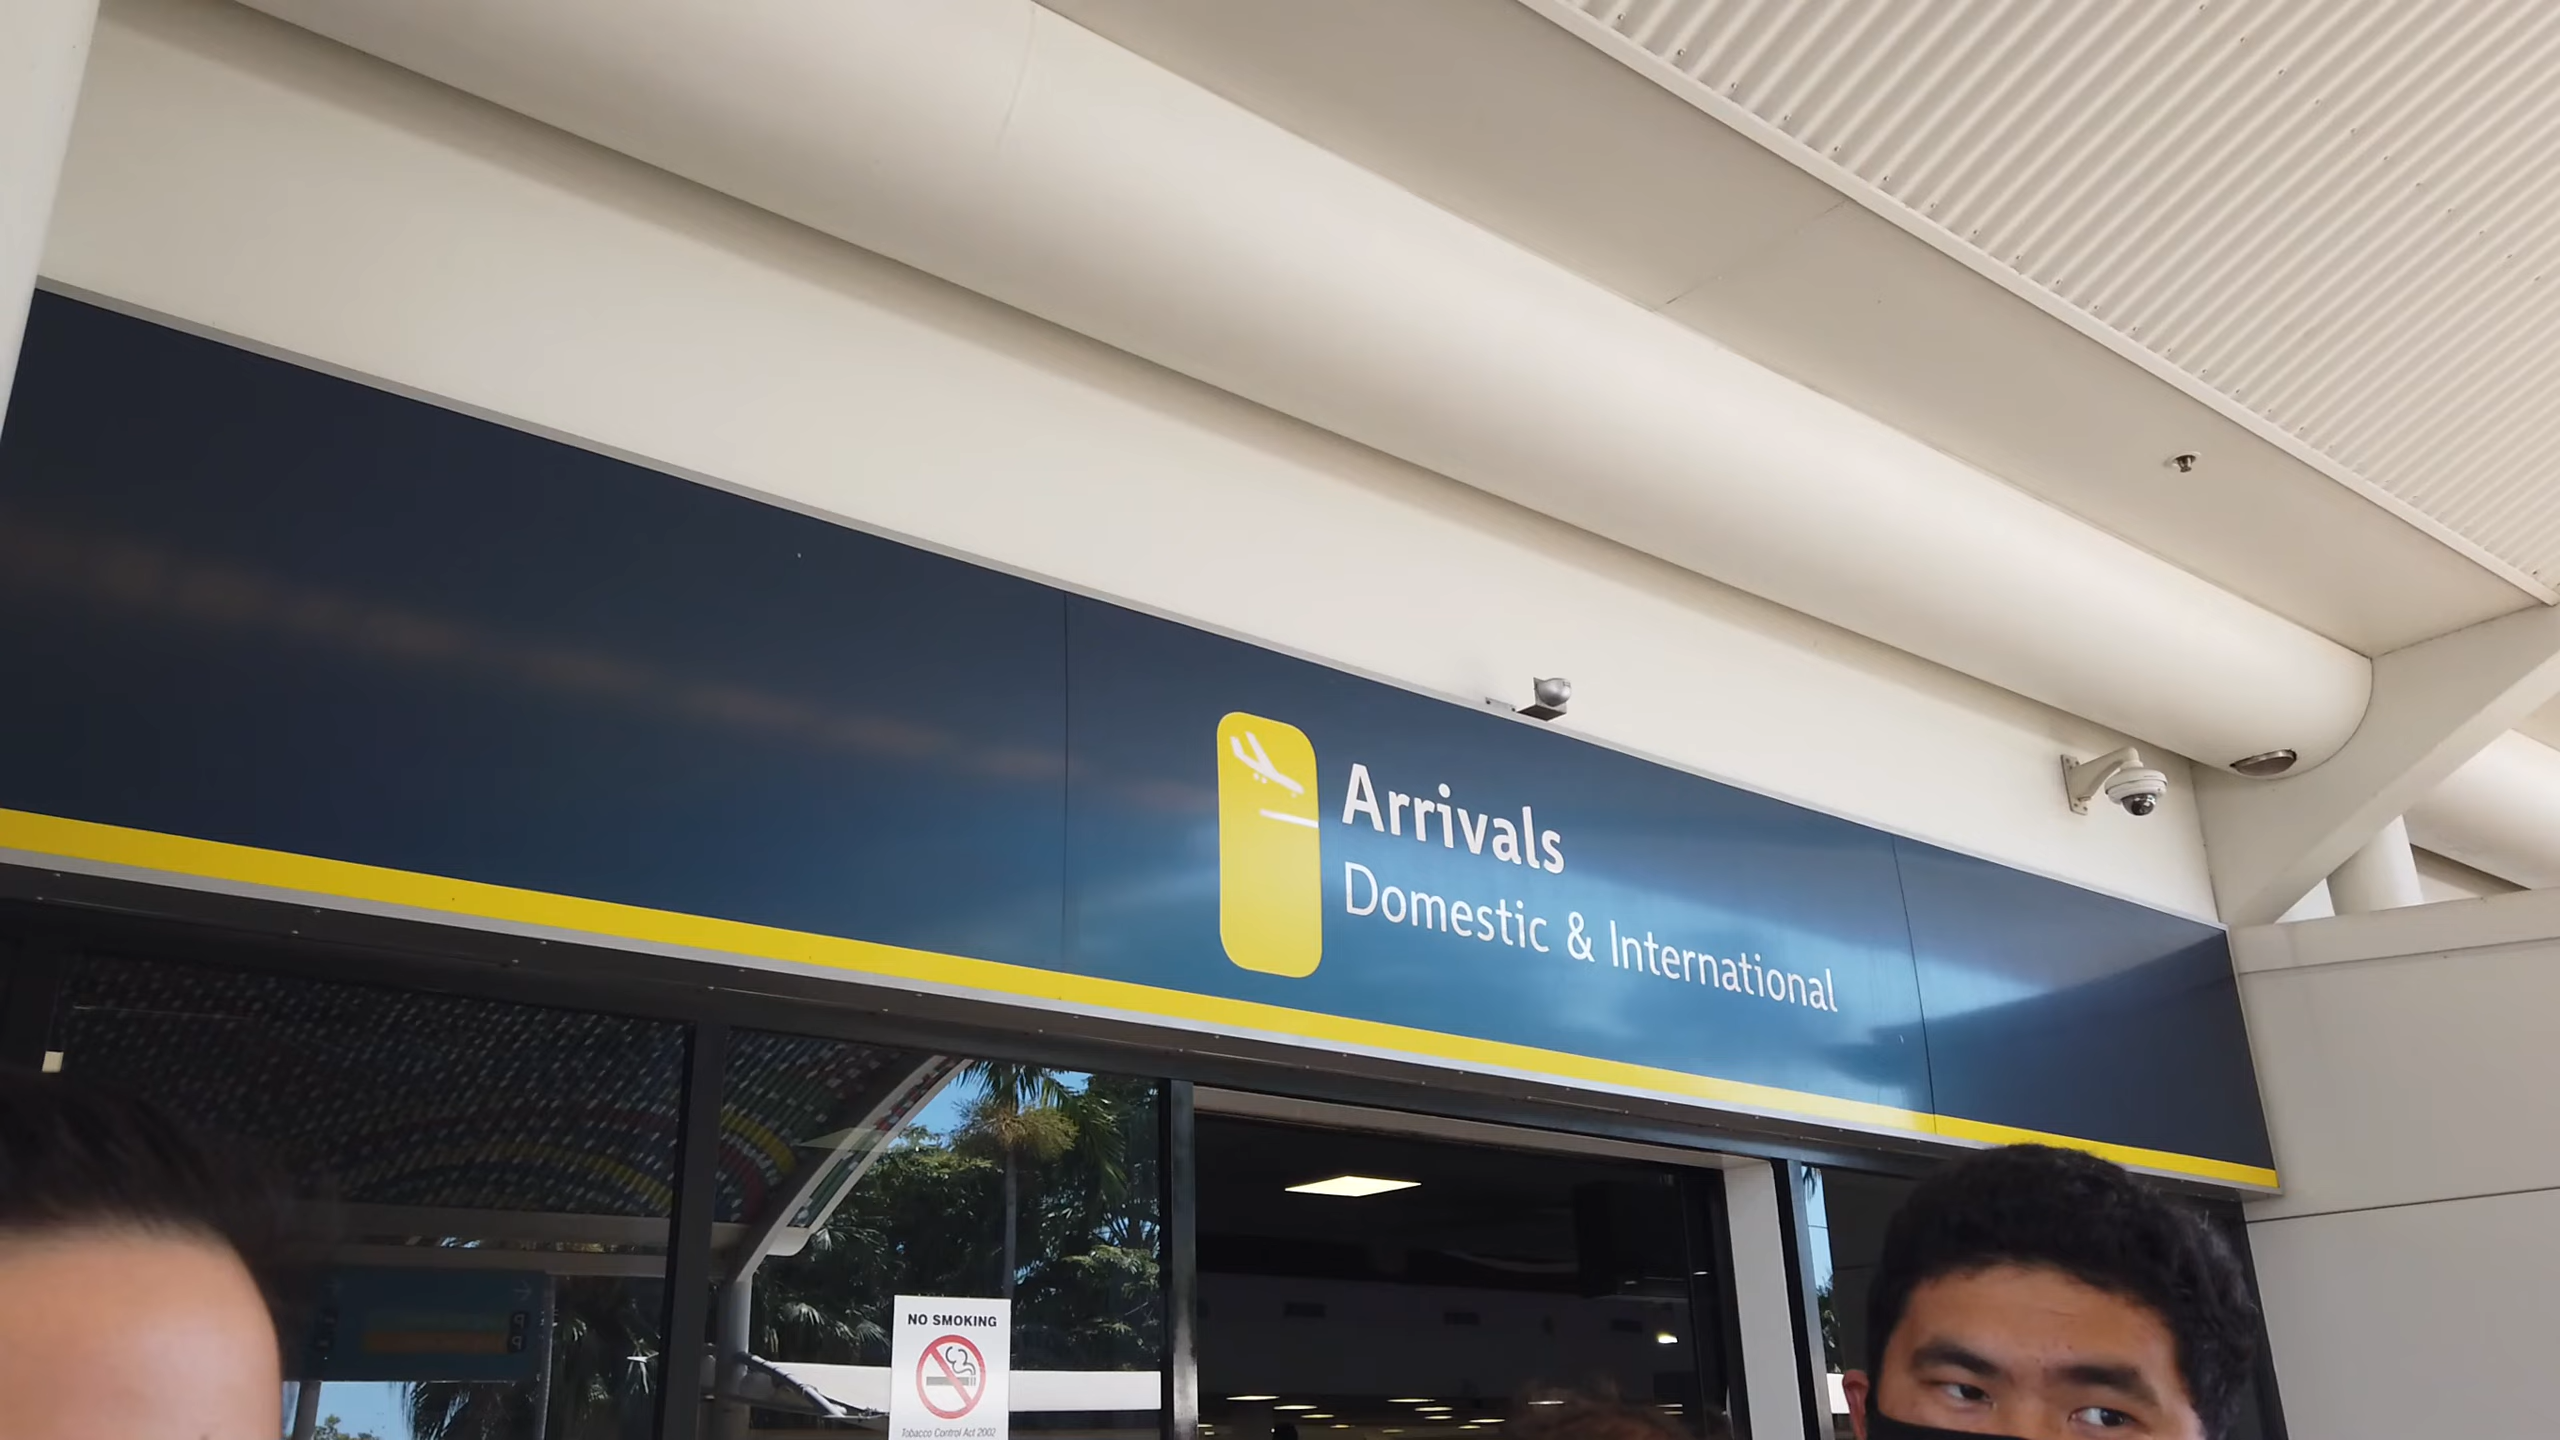 Arrivals
Domestic & International
NO SMOKING
Tobacco Control Act 2002
P
P